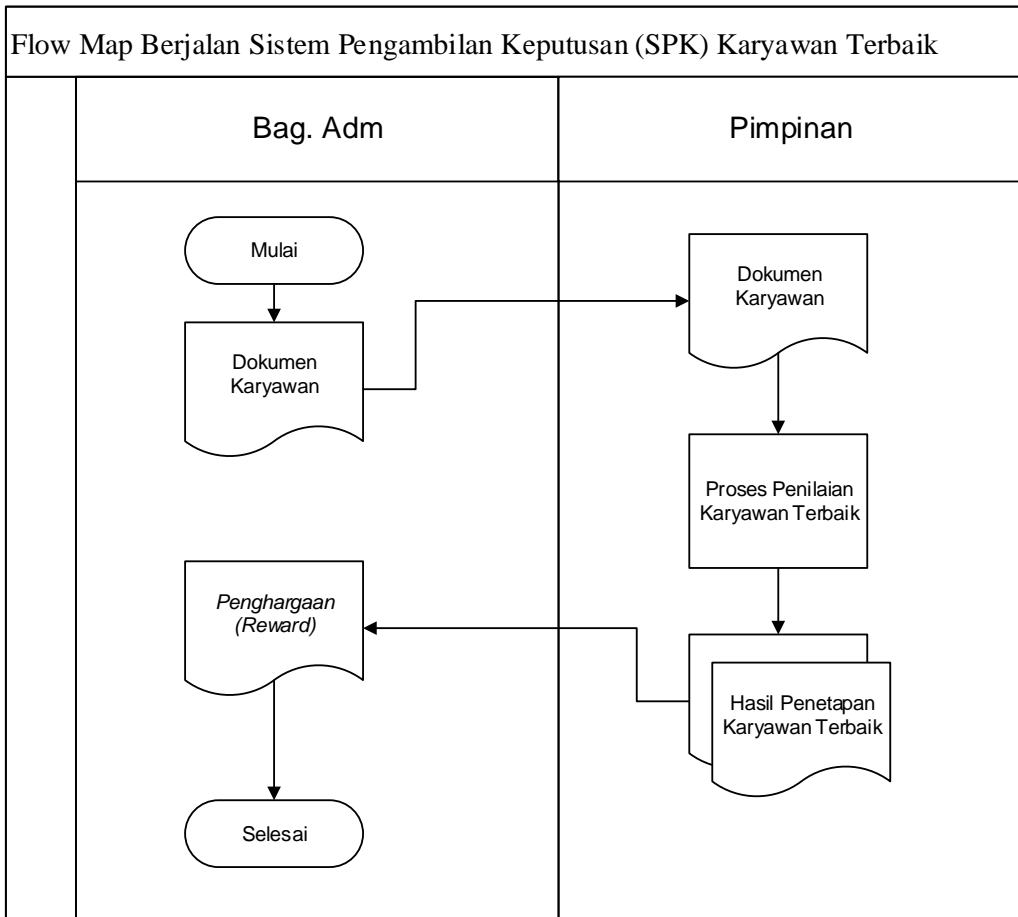 Flow Map Berjalan Sistem Pengambilan Keputusan (SPK) Karyawan Terbaik
Bag. Adm
Pimpinan
Mulai
Dokumen
Karyawan
Dokumen
Karyawan
Proses Penilaian
Karyawan Terbaik
Hasil Penetapan
Karyawan Terbaik
Penghargaan
(Reward)
Selesai